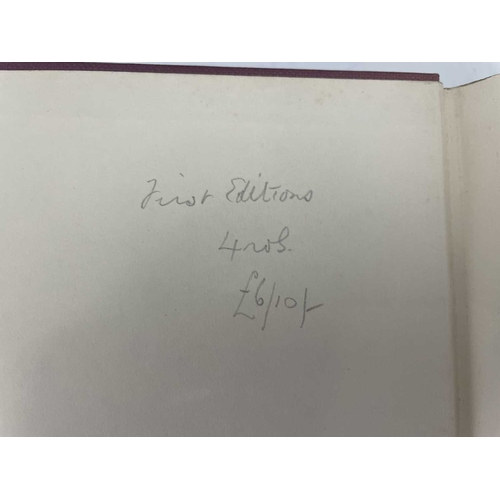 First Editions
4 vols.
£6/10/-